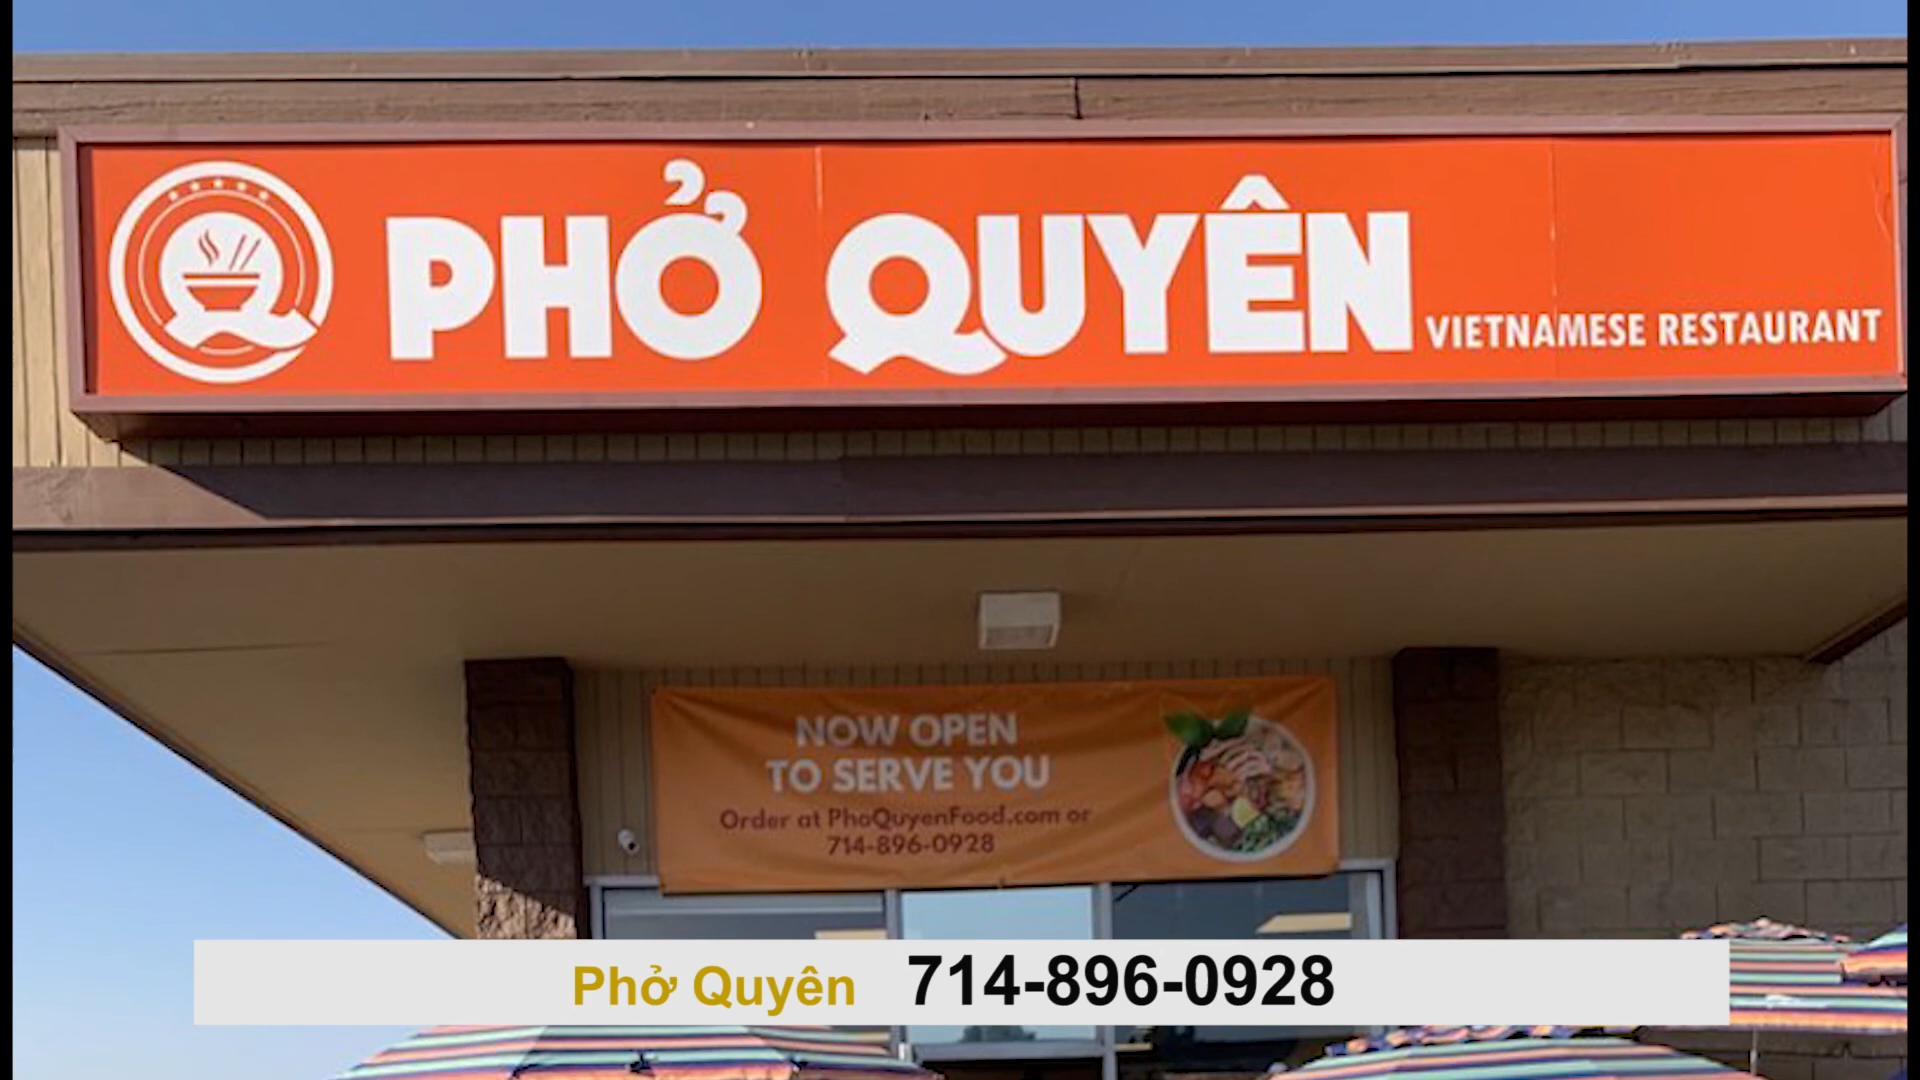 PHỞ QUYÊN
VIETNAMESE RESTAURANT
NOW OPEN
TO SERVE YOU
Order at PhoQuyenFood.com or
714-896-0928
Phở Quyên 714-896-0928